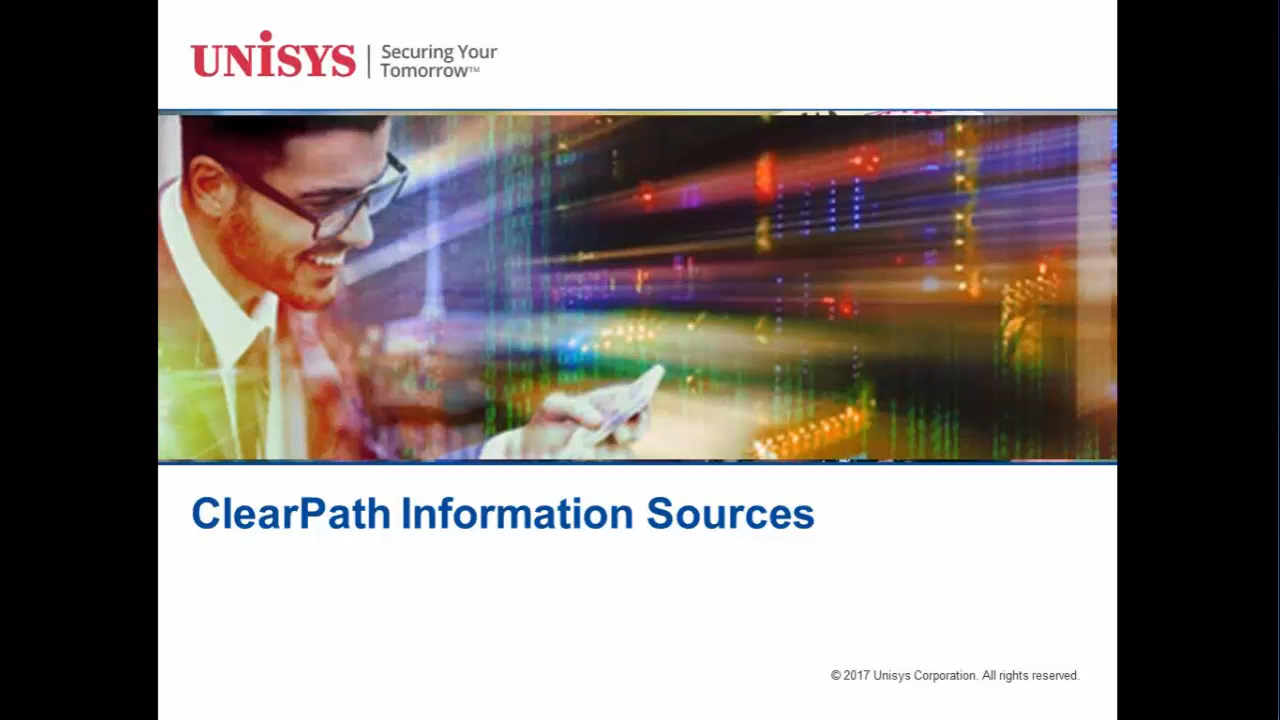 UNiSYS | Securing Your
Tomorrow™
ClearPath Information Sources
© 2017 Unisys Corporation. All rights reserved.